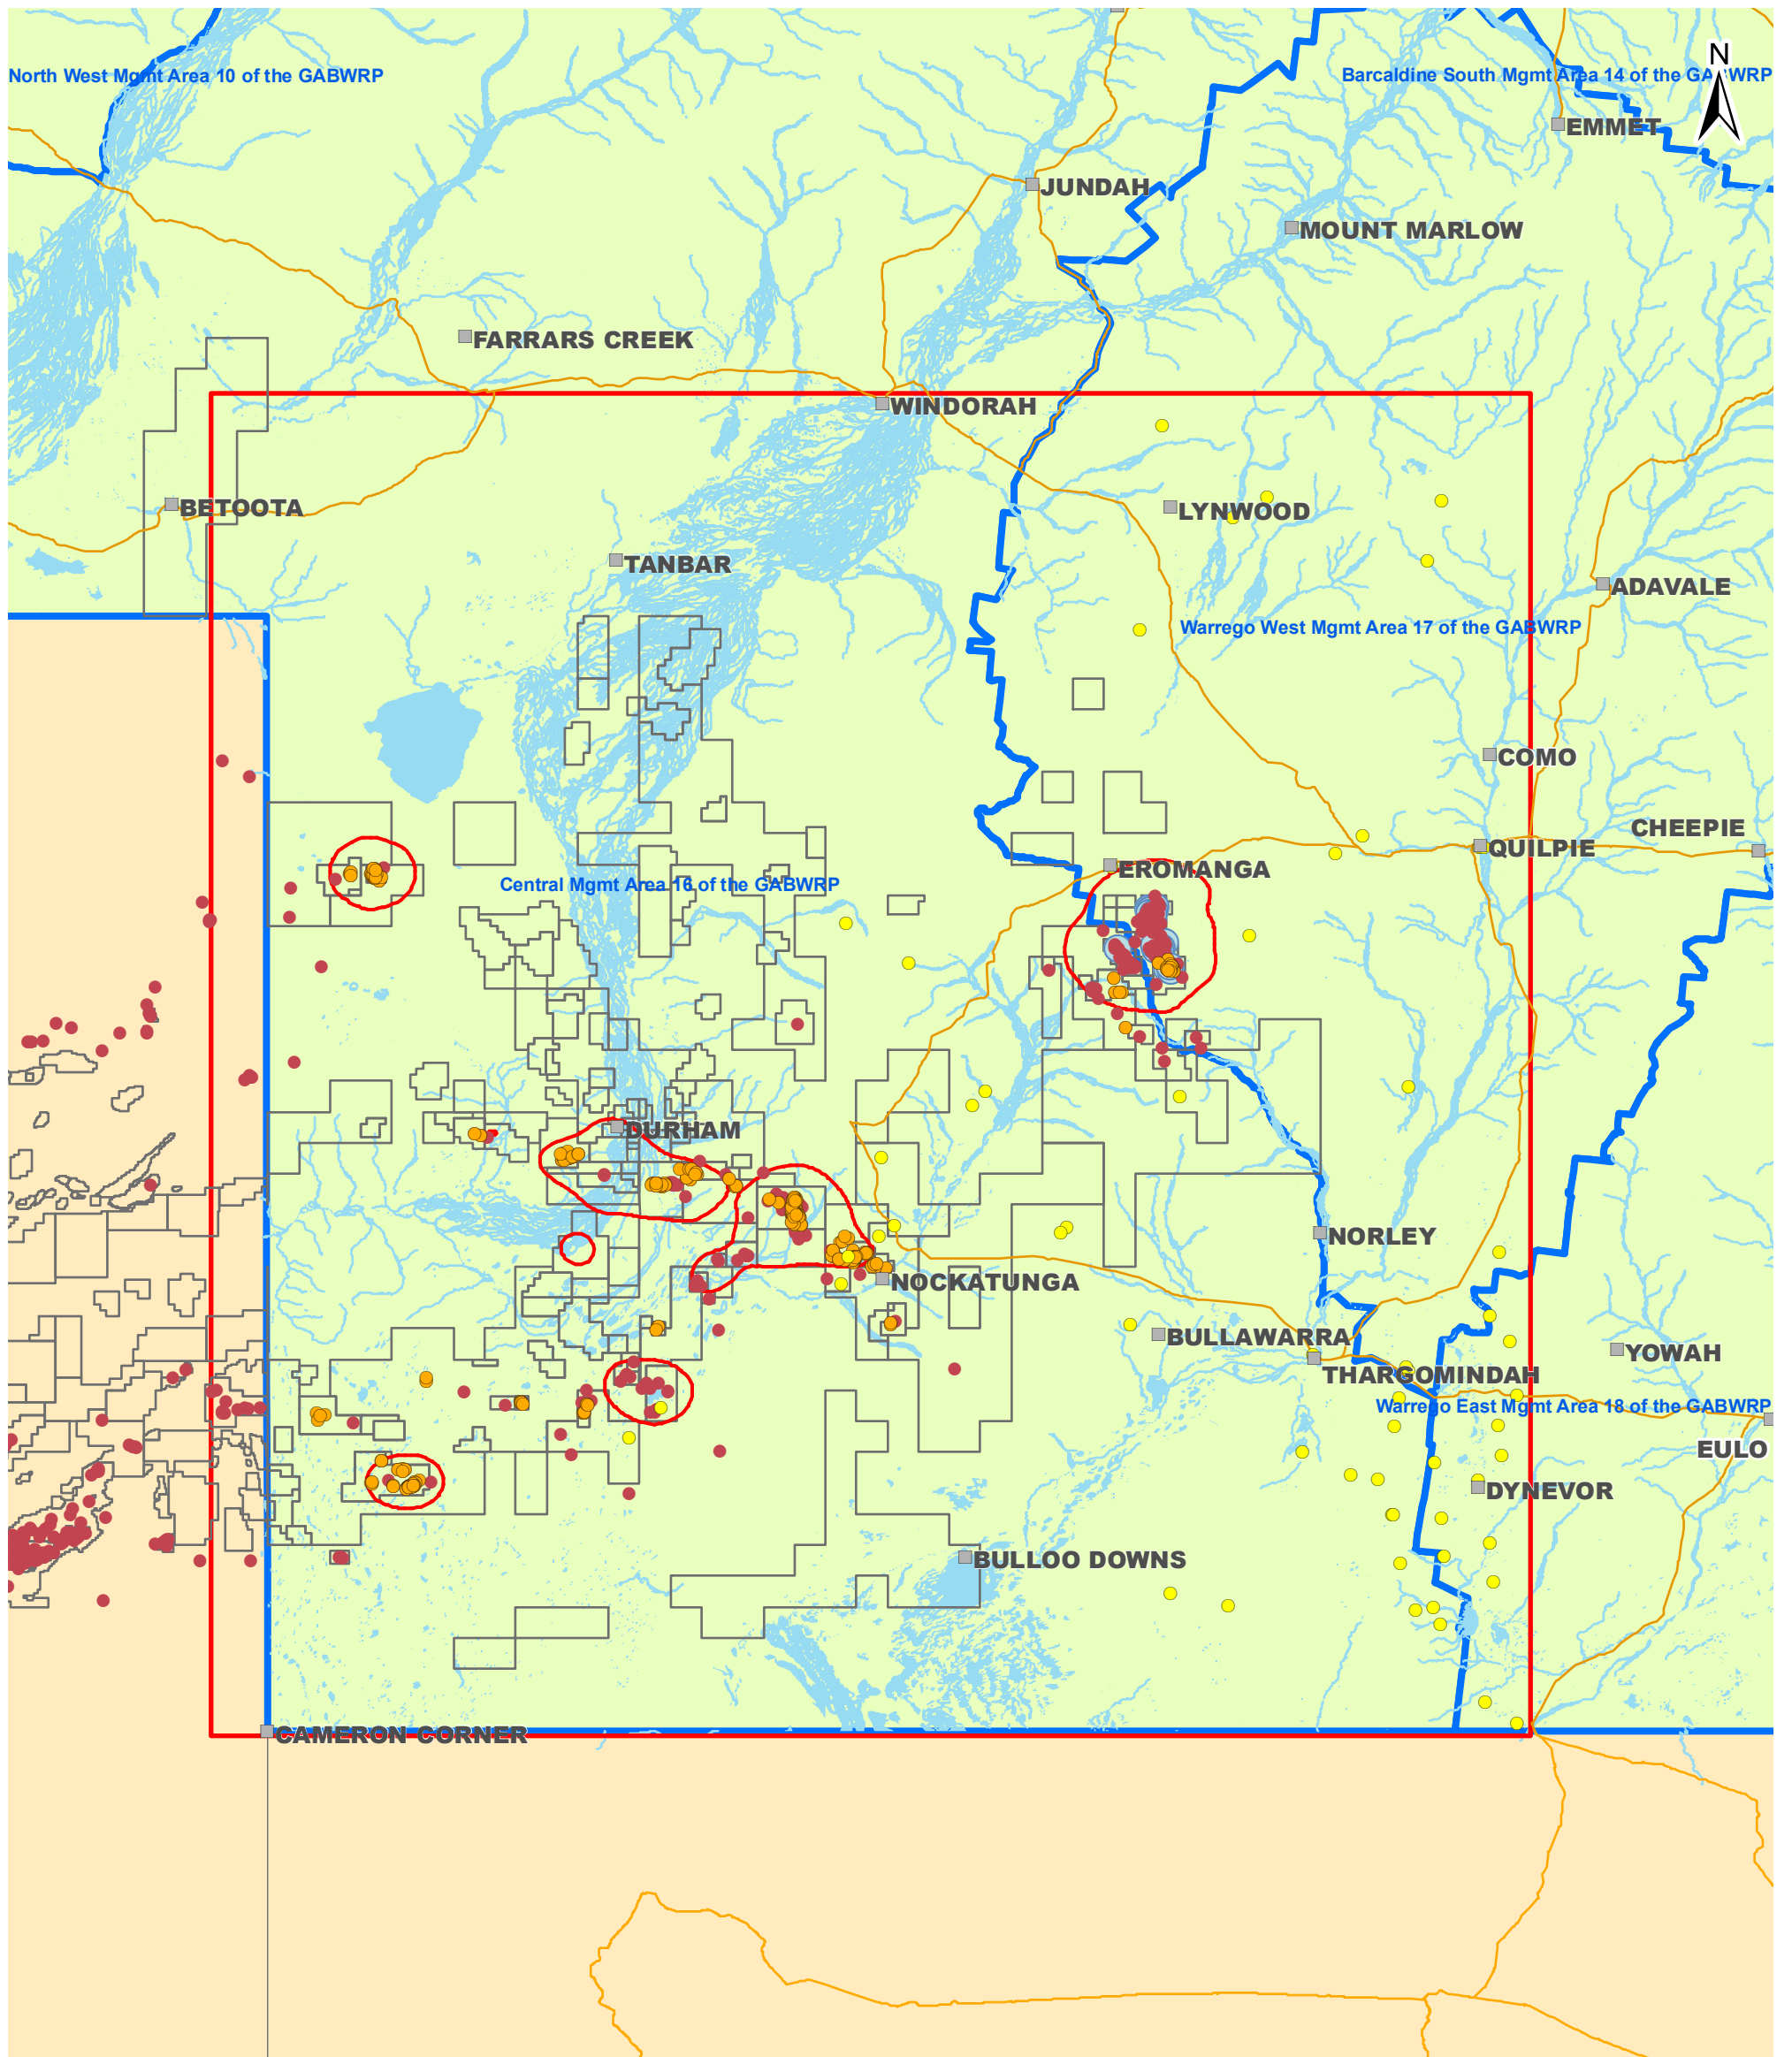 N
North West Mgmt Area 10 of the GABWRP
Barcaldine South Mgmt Area 14 of the GABWRP
EMMET
JUNDAH
MOUNT MARLOW
FARRARS CREEK
WINDORAH
BETOOTA
LYNWOOD
TANBAR
ADAVALE
Warrego West Mgmt Area 17 of the GABWRP
COMO
CHEEPIE
QUILPIE
EROMANGA
Central Mgmt Area 16 of the GABWRP
DURHAM
NORLEY
NOCKATUNGA
BULLAWARRA
YOWAH
THARGOMINDAH
Warrego East Mgmt Area 18 of the GABWRP
EULO
DYNEVOR
BULLOO DOWNS
CAMERON CORNER